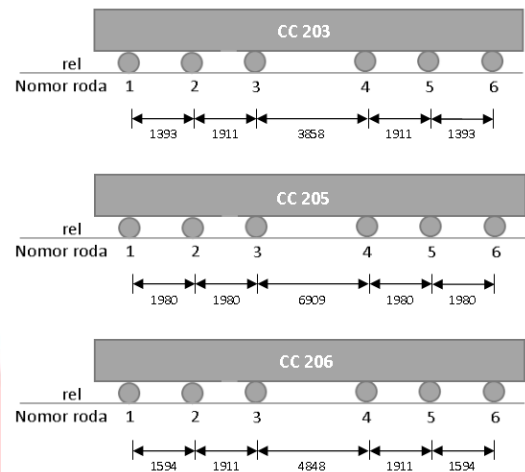 CC 203
rel
Nomor roda 1 2 3 4 5 6
1393 1911 3858 1911 1393
CC 205
rel
Nomor roda 1 2 3 4 5 6
1980 1980 6909 1980 1980
CC 206
rel
Nomor roda 1 2 3 4 5 6
1594 1911 4848 1911 1594